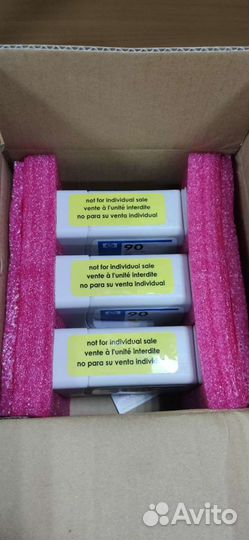 not for individual sale
vente à l'unité interdite
no para su venta individual
hp 90
not for individual sale
vente à l'unité interdite
no para su venta individual
hp 90
not for individual sale
vente à l'unité interdite
no para su venta individual
Avito